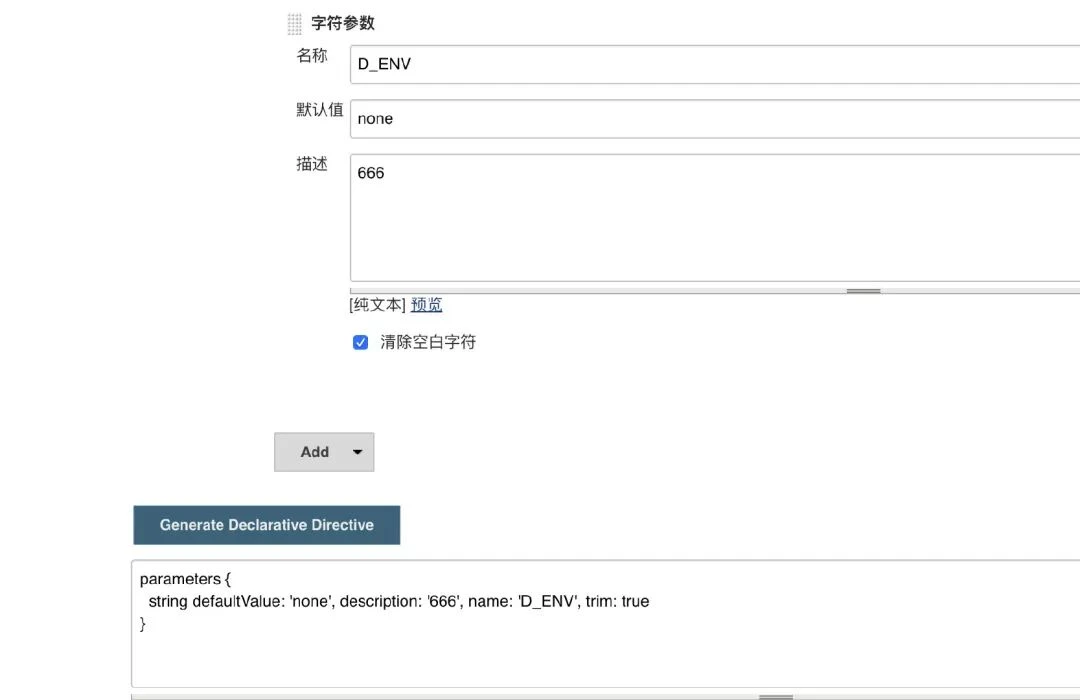 字符参数
名称
D_ENV
默认值
none
描述
666
[纯文本] 预览
清除空白字符
Add
Generate Declarative Directive
parameters {
  string defaultValue: 'none', description: '666', name: 'D_ENV', trim: true
}